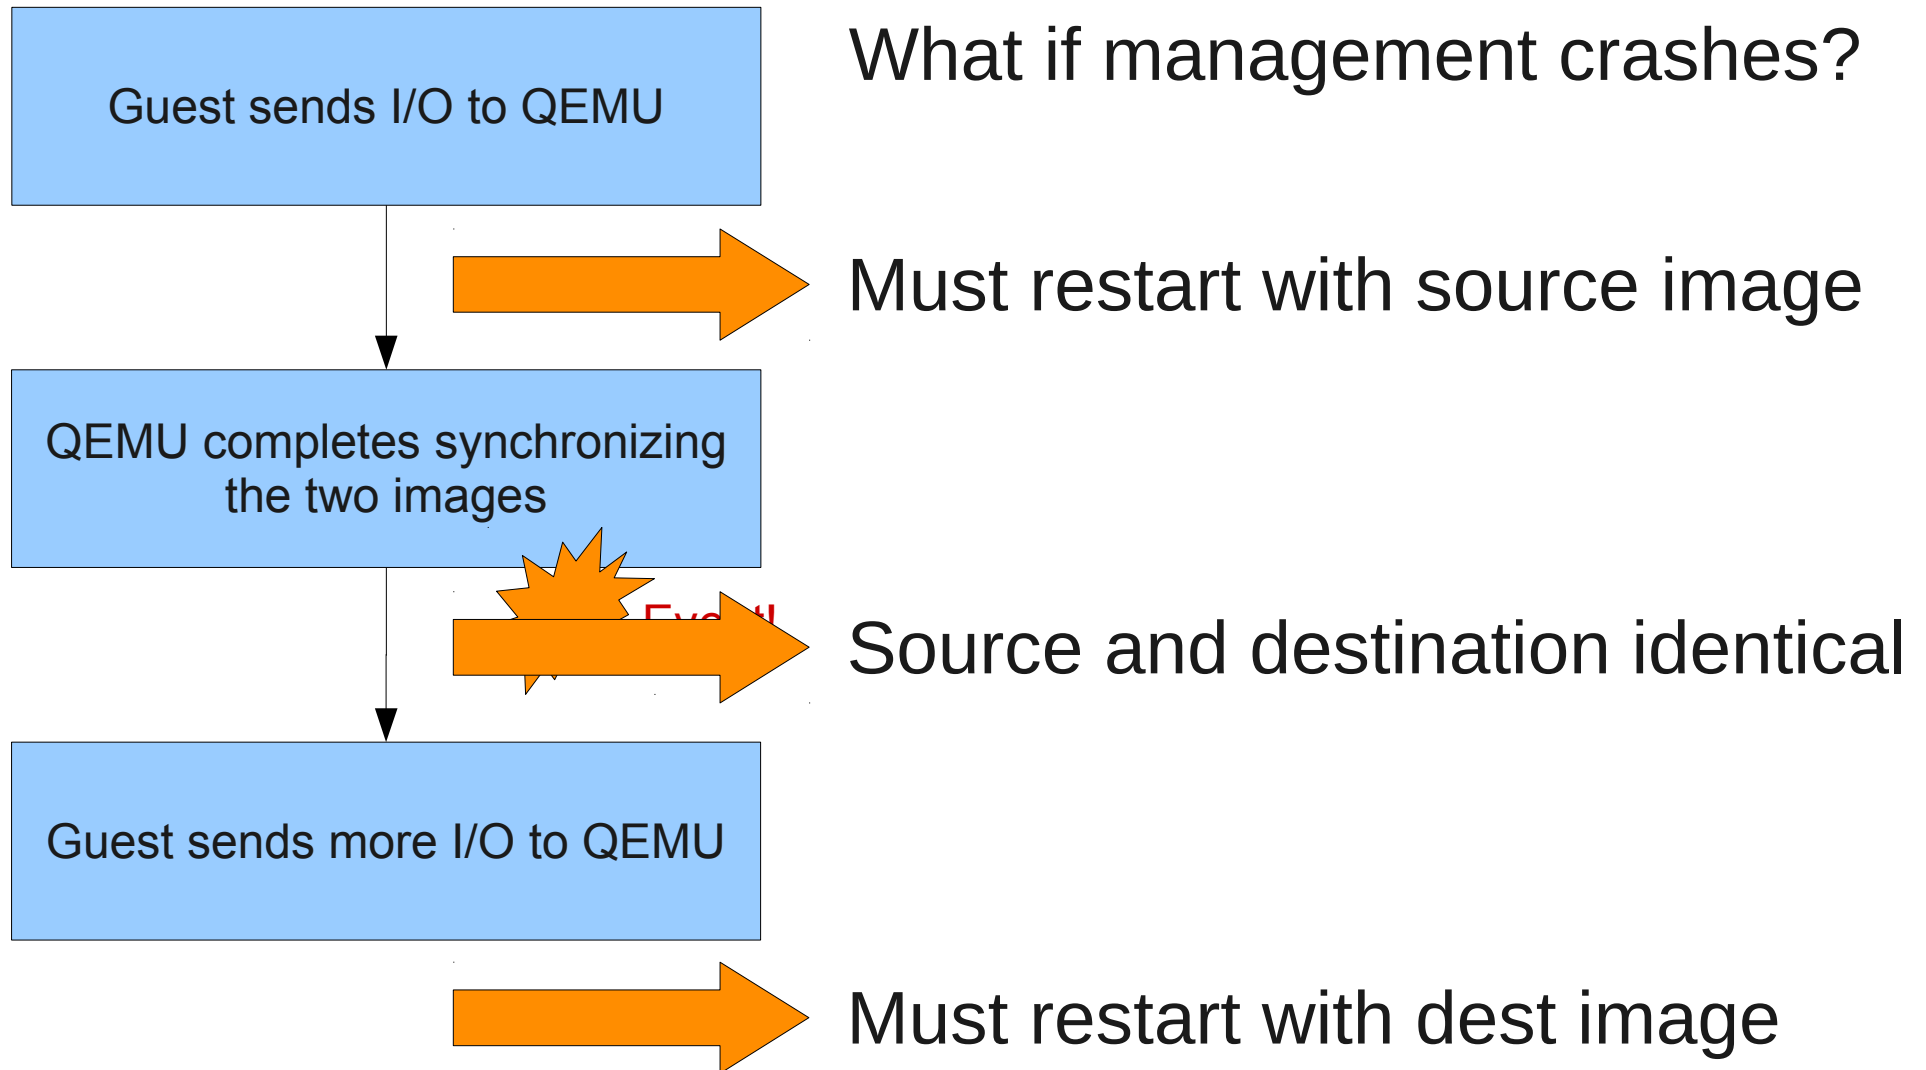 What if management crashes?
Guest sends I/O to QEMU
Must restart with source image
QEMU completes synchronizing
the two images
Source and destination identical
Guest sends more I/O to QEMU
Must restart with dest image